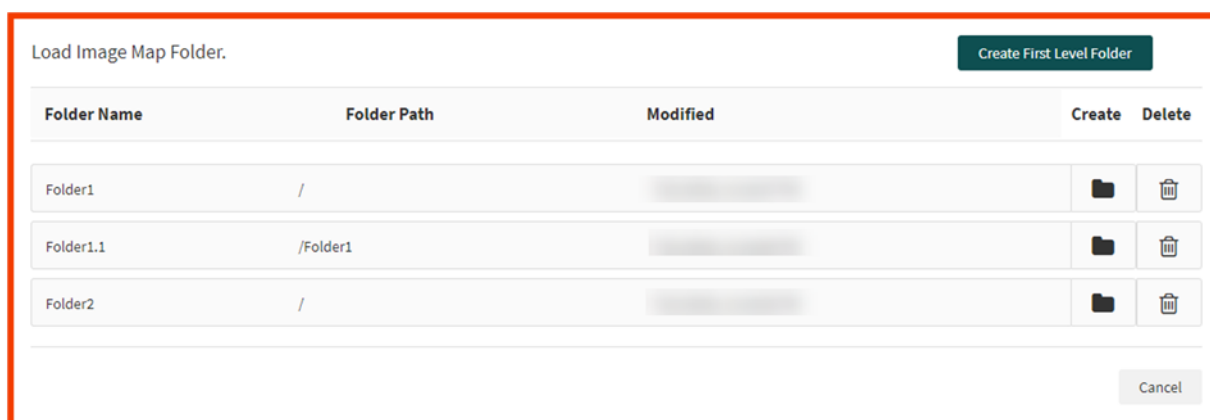 Load Image Map Folder.
Create First Level Folder
Folder Name Folder Path Modified Create Delete
Folder1 /
Folder1.1 /Folder1
Folder2 /
Cancel